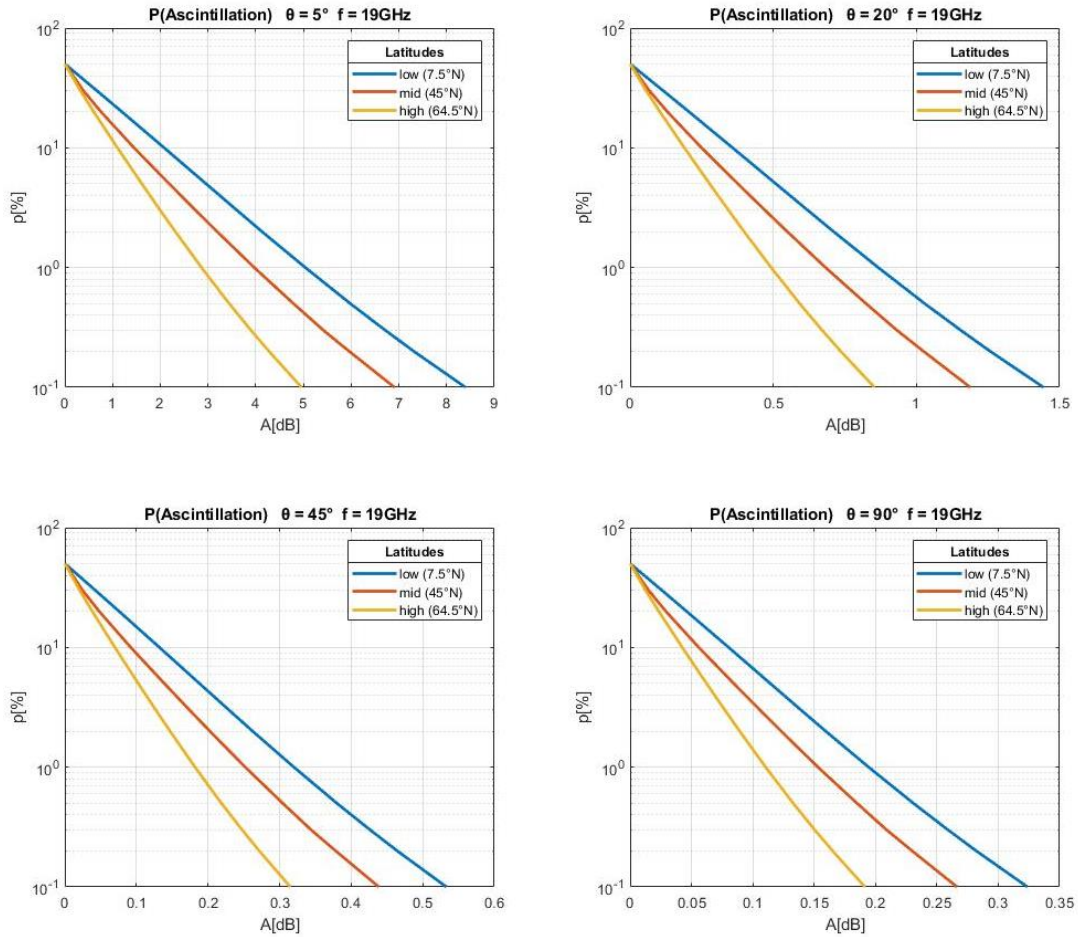 P(Ascintillation) θ = 5° f = 19GHz
10^2
10^1
10^0
10^-1
p[%]
Latitudes
low (7.5°N)
mid (45°N)
high (64.5°N)
0 1 2 3 4 5 6 7 8 9
A[dB]
P(Ascintillation) θ = 20° f = 19GHz
10^2
10^1
10^0
10^-1
p[%]
Latitudes
low (7.5°N)
mid (45°N)
high (64.5°N)
0 0.5 1 1.5
A[dB]
P(Ascintillation) θ = 45° f = 19GHz
10^2
10^1
10^0
10^-1
p[%]
Latitudes
low (7.5°N)
mid (45°N)
high (64.5°N)
0 0.1 0.2 0.3 0.4 0.5 0.6
A[dB]
P(Ascintillation) θ = 90° f = 19GHz
10^2
10^1
10^0
10^-1
p[%]
Latitudes
low (7.5°N)
mid (45°N)
high (64.5°N)
0 0.05 0.1 0.15 0.2 0.25 0.3 0.35
A[dB]